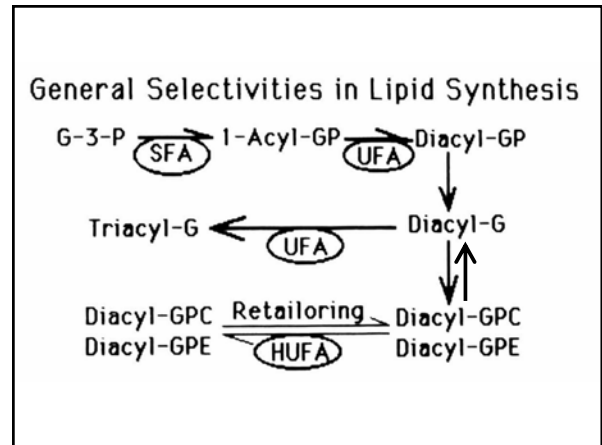 General Selectivities in Lipid Synthesis
G-3-P SFA 1-Acyl-GP UFA Diacyl-GP
Triacyl-G UFA Diacyl-G
Diacyl-GPC Retailoring Diacyl-GPC
Diacyl-GPE HUFA Diacyl-GPE